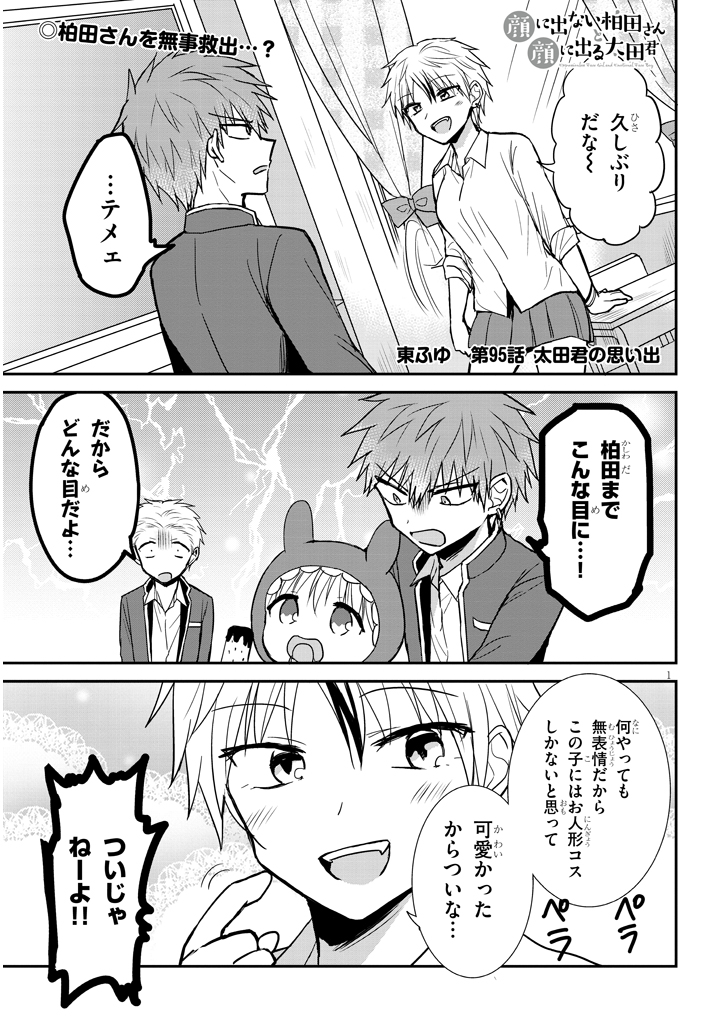 顔に出ない柏田さん
と
顔に出る太田君
◎柏田さんを無事救出…?
久しぶり
だな〜
…テメェ
東ふゆ 第95話 太田君の思い出
柏田まで
こんな目に…!
だから
どんな目だよ…
1
何やっても
無表情だから
この子にはお人形コス
しかないと思って
ペラ
ペラ
可愛かった
からついな…
ついじゃ
ねーよ!!